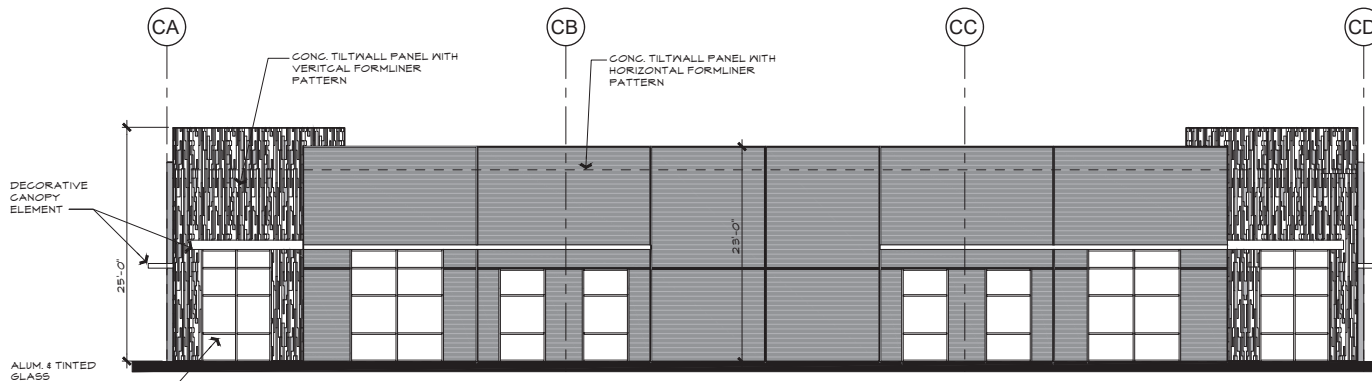 CA
CB
CC
CD
CONC. TILTWALL PANEL WITH
VERITCAL FORMLINER
PATTERN
CONC. TILTWALL PANEL WITH
HORIZONTAL FORMLINER
PATTERN
DECORATIVE
CANOPY
ELEMENT
25'-0"
23'-0"
ALUM. & TINTED
GLASS